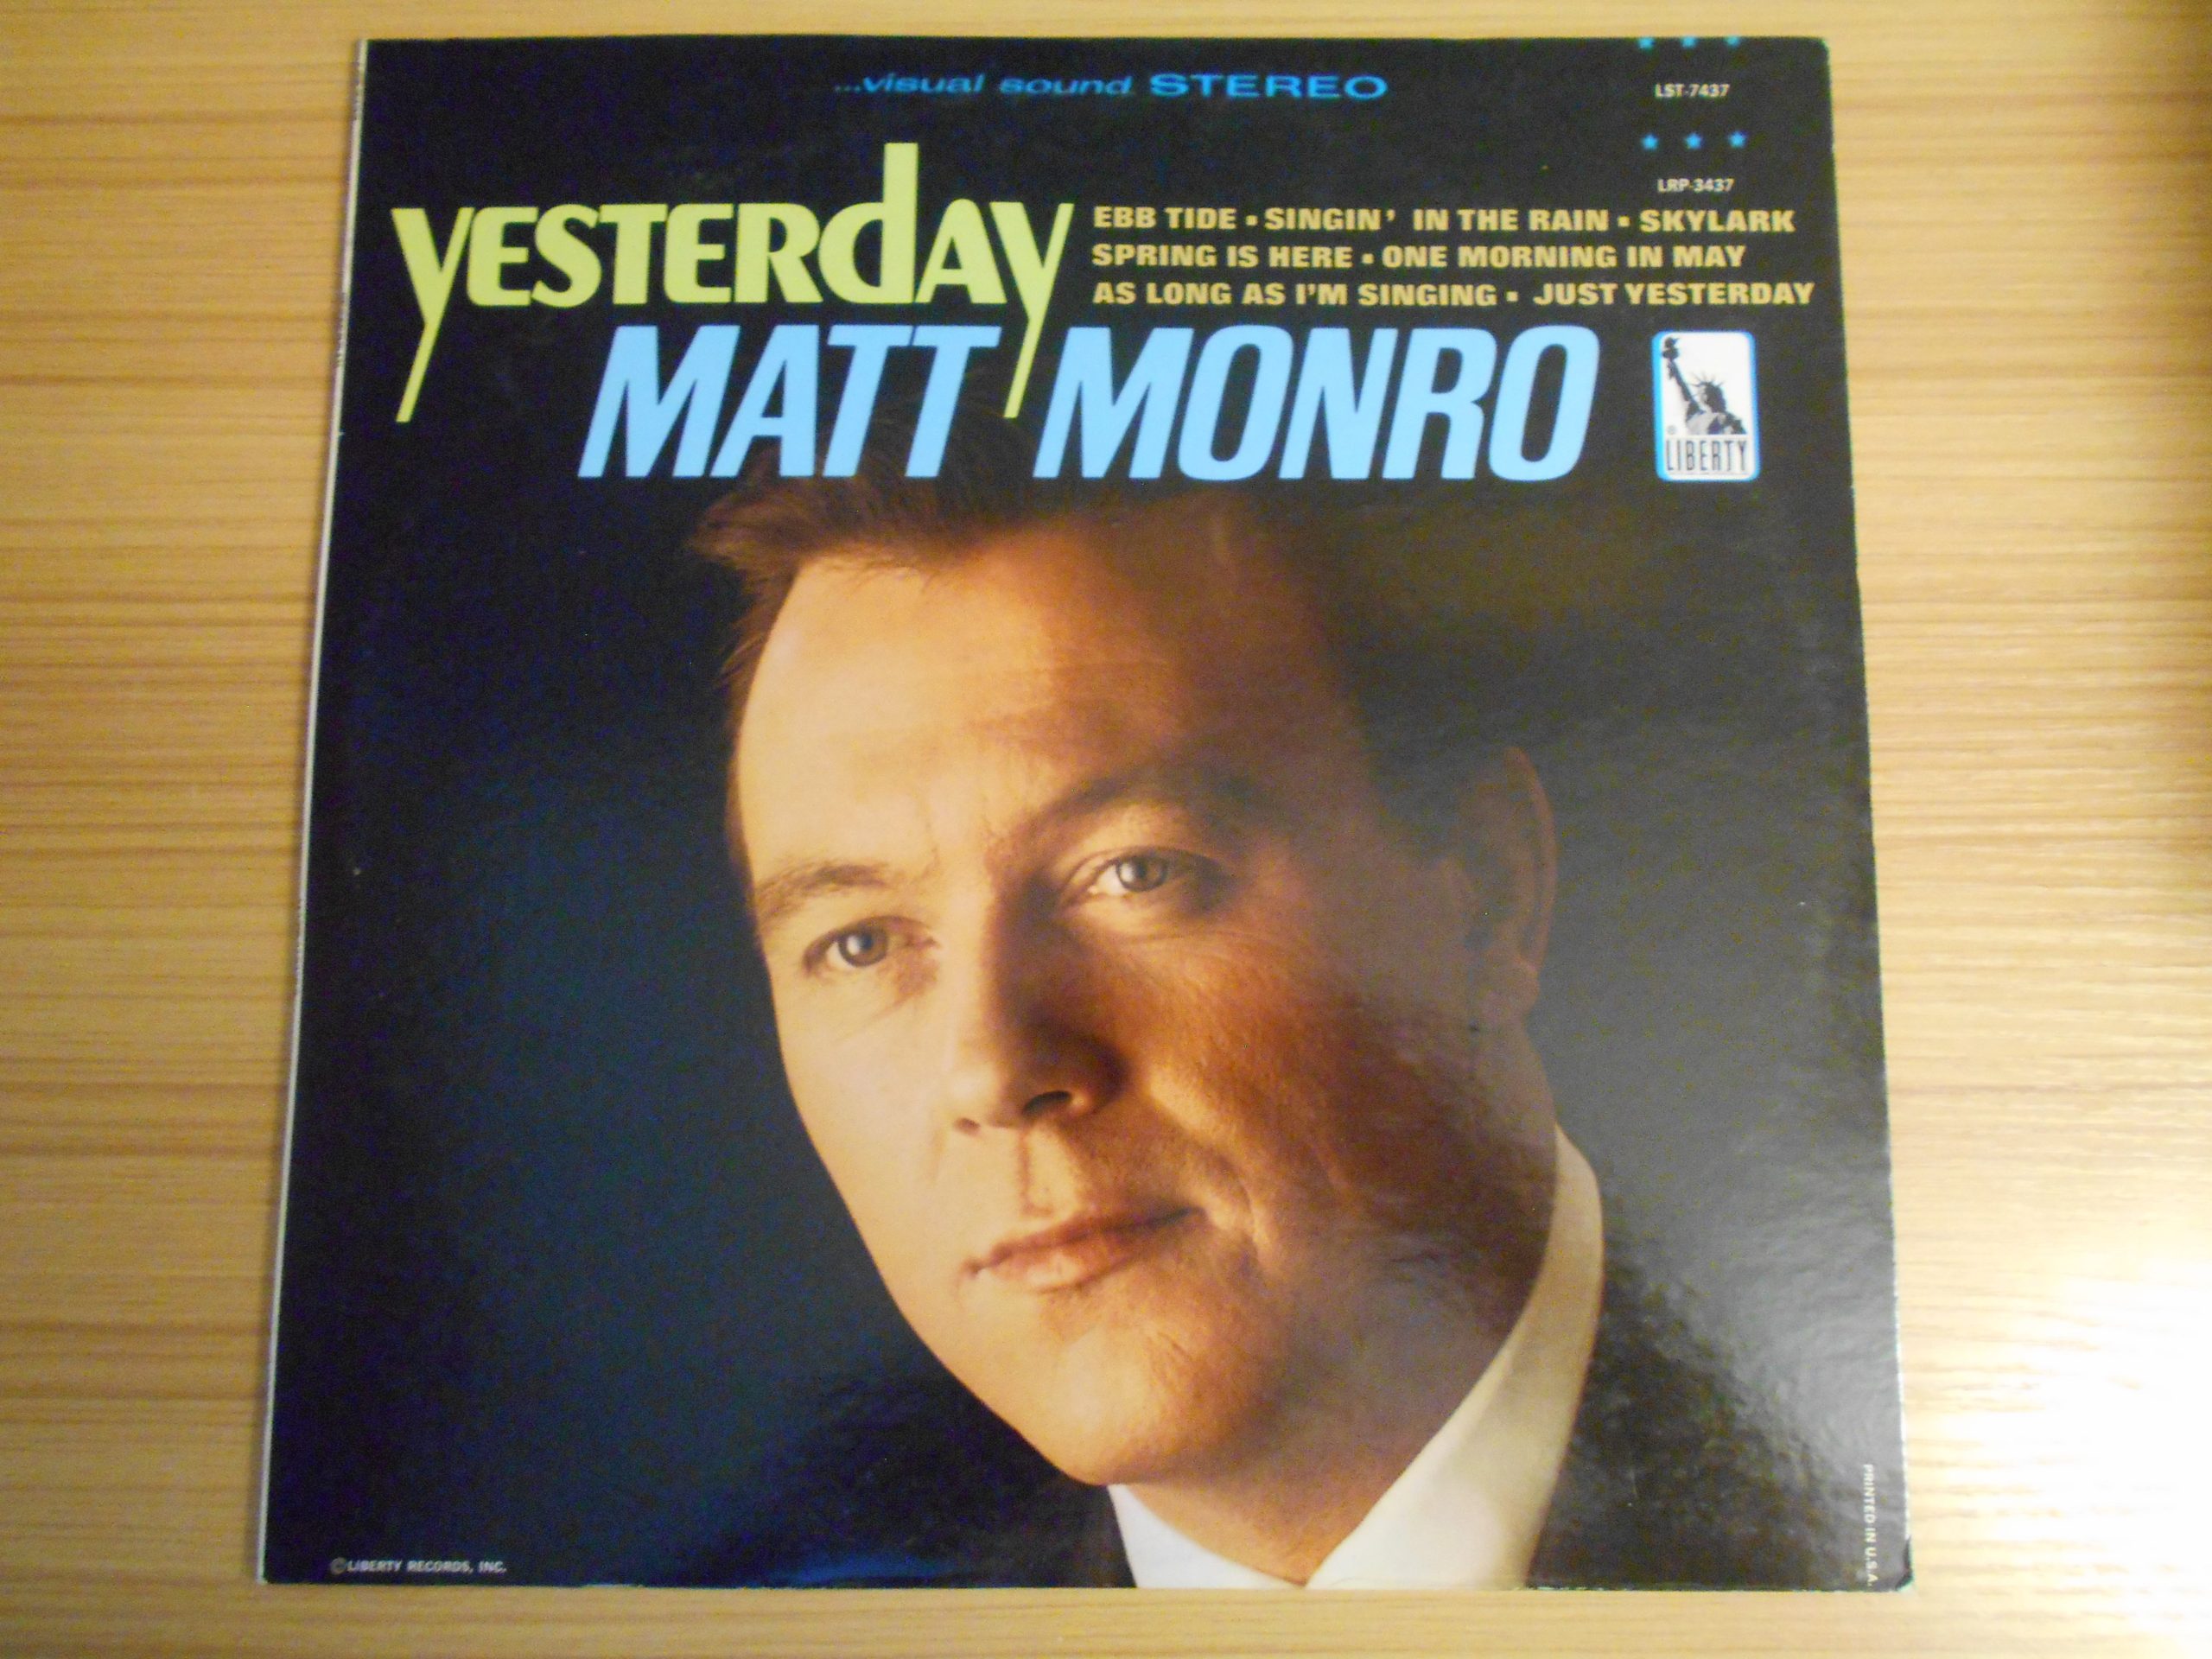 ...visual sound STEREO
LST-7437
LRP-3437
YESTERdAy
EBB TIDE ▪ SINGIN' IN THE RAIN ▪ SKYLARK
SPRING IS HERE ▪ ONE MORNING IN MAY
AS LONG AS I'M SINGING ▪ JUST YESTERDAY
MATT MONRO
® LIBERTY
PRINTED IN U.S.A.
©LIBERTY RECORDS, INC.